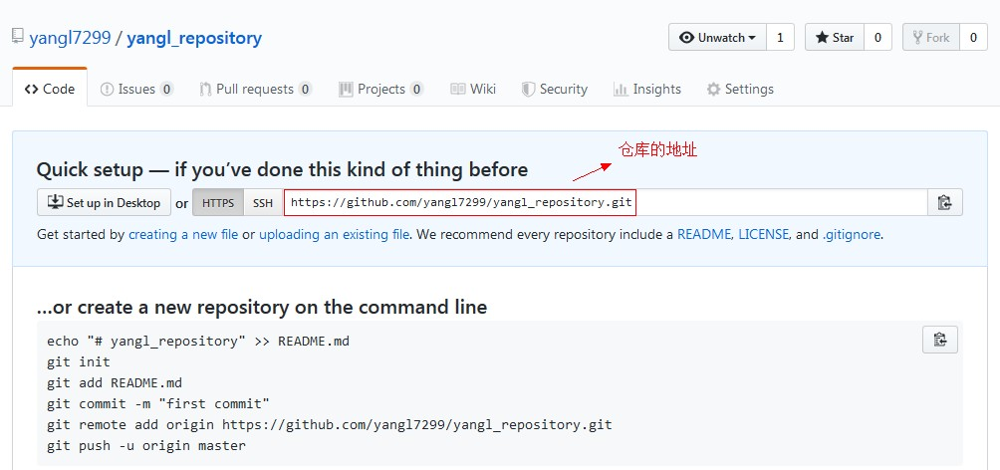 yangl7299 / yangl_repository
Unwatch 1 Star 0 Fork 0
Code Issues 0 Pull requests 0 Projects 0 Wiki Security Insights Settings
仓库的地址
Quick setup — if you've done this kind of thing before
Set up in Desktop or HTTPS SSH https://github.com/yangl7299/yangl_repository.git
Get started by creating a new file or uploading an existing file. We recommend every repository include a README, LICENSE, and .gitignore.
...or create a new repository on the command line
echo "# yangl_repository" >> README.md
git init
git add README.md
git commit -m "first commit"
git remote add origin https://github.com/yangl7299/yangl_repository.git
git push -u origin master